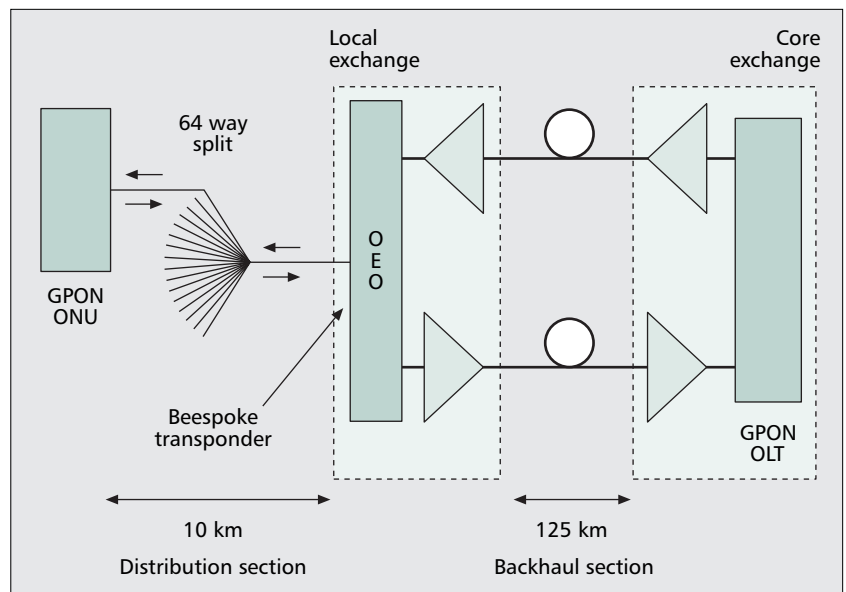 Local
exchange
Core
exchange
64 way
split
O
E
O
GPON
ONU
Beespoke
transponder
GPON
OLT
10 km
125 km
Distribution section
Backhaul section